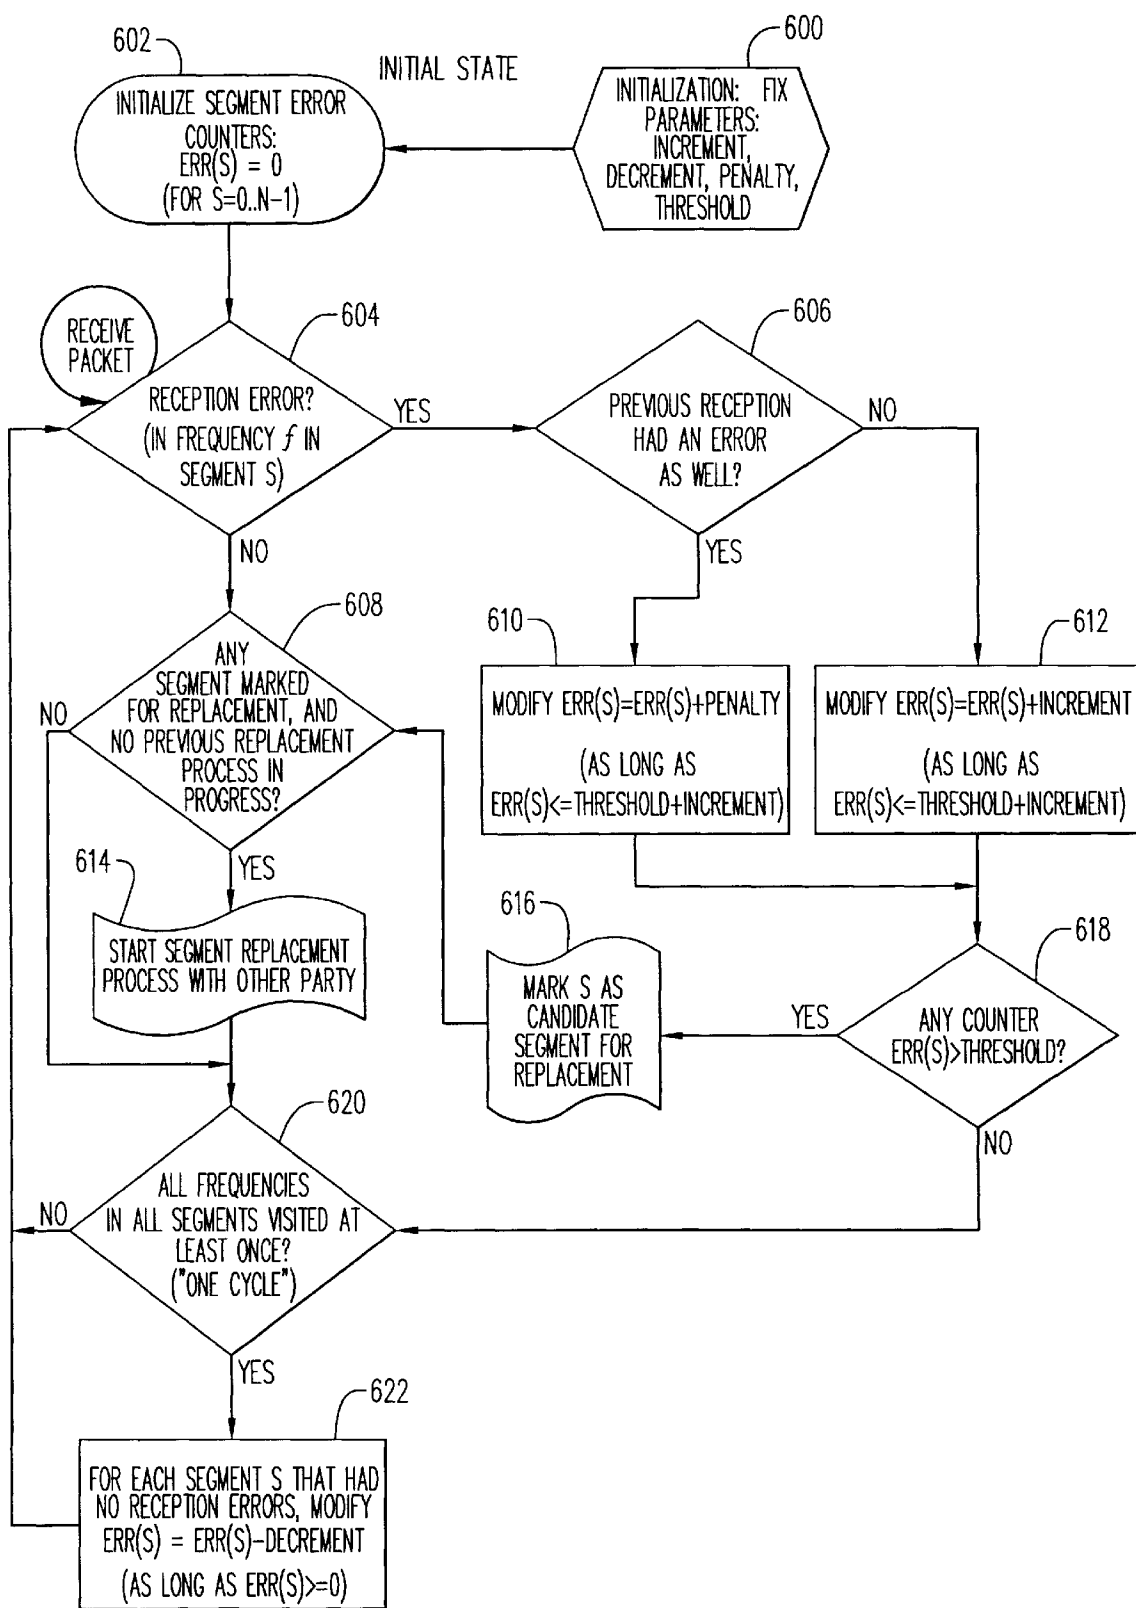 602
INITIAL STATE
600
INITIALIZE SEGMENT ERROR
COUNTERS:
ERR(S) = 0
(FOR S=0..N-1)
INITIALIZATION: FIX
PARAMETERS:
INCREMENT,
DECREMENT, PENALTY,
THRESHOLD
RECEIVE
PACKET
604
RECEPTION ERROR?
(IN FREQUENCY f IN
SEGMENT S)
YES
NO
606
PREVIOUS RECEPTION
HAD AN ERROR
AS WELL?
NO
YES
608
ANY
SEGMENT MARKED
FOR REPLACEMENT, AND
NO PREVIOUS REPLACEMENT
PROCESS IN
PROGRESS?
NO
YES
610
MODIFY ERR(S)=ERR(S)+PENALTY
(AS LONG AS
ERR(S)<=THRESHOLD+INCREMENT)
612
MODIFY ERR(S)=ERR(S)+INCREMENT
(AS LONG AS
ERR(S)<=THRESHOLD+INCREMENT)
614
START SEGMENT REPLACEMENT
PROCESS WITH OTHER PARTY
616
MARK S AS
CANDIDATE
SEGMENT FOR
REPLACEMENT
YES
618
ANY COUNTER
ERR(S)>THRESHOLD?
NO
620
ALL FREQUENCIES
IN ALL SEGMENTS VISITED AT
LEAST ONCE?
("ONE CYCLE")
NO
YES
622
FOR EACH SEGMENT S THAT HAD
NO RECEPTION ERRORS, MODIFY
ERR(S) = ERR(S)-DECREMENT
(AS LONG AS ERR(S)>=0)